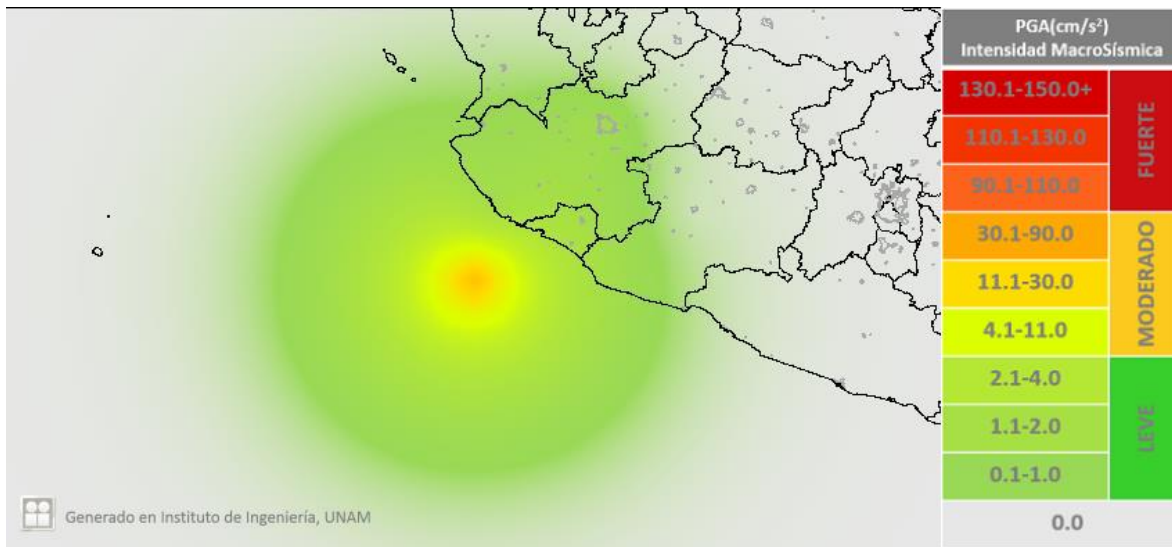 PGA(cm/s²)
Intensidad MacroSísmica
130.1-150.0+
110.1-130.0
90.1-110.0
FUERTE
30.1-90.0
11.1-30.0
4.1-11.0
MODERADO
2.1-4.0
1.1-2.0
0.1-1.0
LEVE
0.0
Generado en Instituto de Ingeniería, UNAM